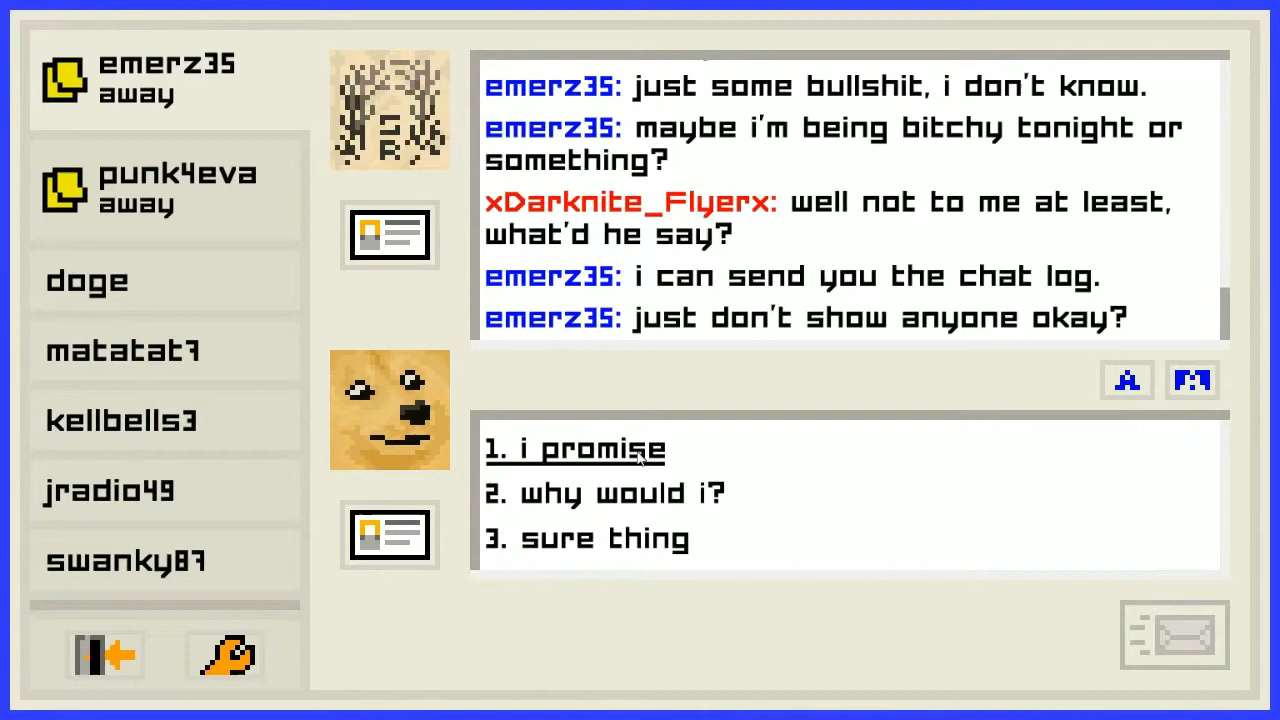 emerz35
away
punk4eva
away
doge
matatat7
kellbells3
jradio49
swanky87
emerz35: just some bullshit, i don't know.
emerz35: maybe i'm being bitchy tonight or
something?
xDarknite_Flyerx: well not to me at least,
what'd he say?
emerz35: i can send you the chat log.
emerz35: just don't show anyone okay?
A
1. i promise
2. why would i?
3. sure thing